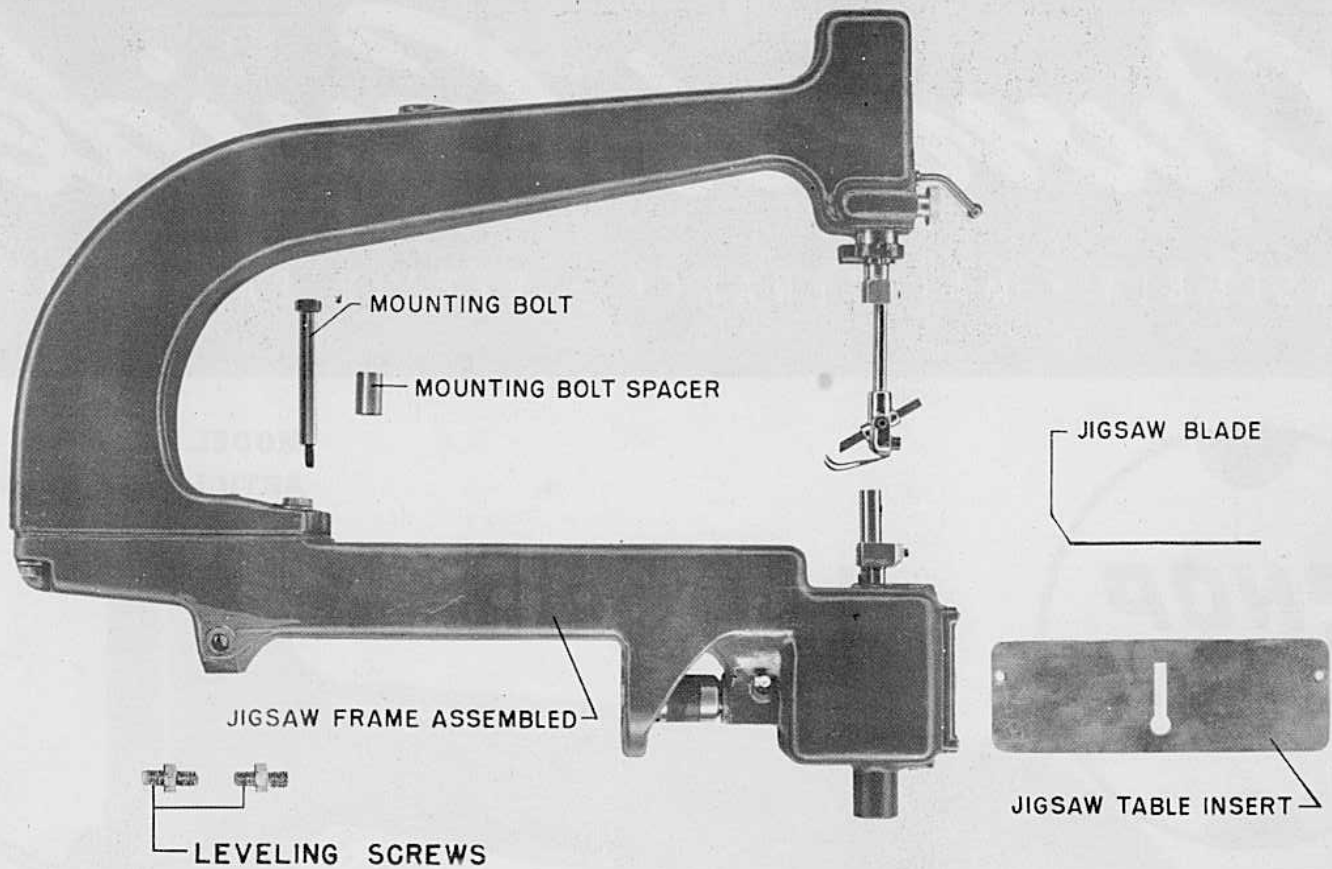 MOUNTING BOLT
MOUNTING BOLT SPACER
JIGSAW BLADE
JIGSAW FRAME ASSEMBLED
JIGSAW TABLE INSERT
LEVELING SCREWS